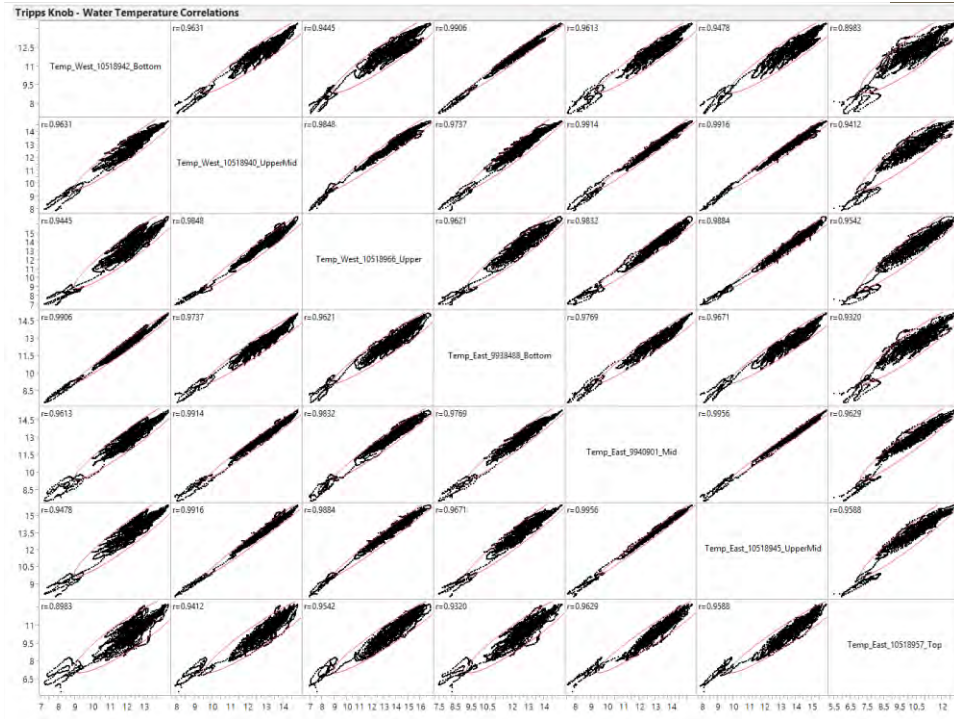 Tripps Knob - Water Temperature Correlations
r=0.9631 r=0.9445 r=0.9906 r=0.9613 r=0.9478 r=0.8983
12.5
11
9.5
8
Temp_West_10518942_Bottom
r=0.9631 r=0.9848 r=0.9737 r=0.9914 r=0.9916 r=0.9412
14
13
12
11
10
9
8
Temp_West_10518940_UpperMid
r=0.9445 r=0.9848 r=0.9621 r=0.9832 r=0.9884 r=0.9542
15
14
13
12
11
10
9
8
7
Temp_West_10518966_Upper
r=0.9906 r=0.9737 r=0.9621 r=0.9769 r=0.9671 r=0.9320
14.5
13
11.5
10
8.5
Temp_East_9938488_Bottom
r=0.9613 r=0.9914 r=0.9832 r=0.9769 r=0.9956 r=0.9629
14.5
13
11.5
10
8.5
Temp_East_9940901_Mid
r=0.9478 r=0.9916 r=0.9884 r=0.9671 r=0.9956 r=0.9588
15
13.5
12
10.5
9
Temp_East_10518945_UpperMid
r=0.8983 r=0.9412 r=0.9542 r=0.9320 r=0.9629 r=0.9588
10.5
9.5
8
6.5
Temp_East_10518957_Top
7 8 9 10 11 12 13 8 9 10 11 12 13 14 7 8 9 10 11 12 13 14 15 16 7.5 8.5 9.5 10.5 12 13 14 7 8 9 10 11 12 13 14 8 9 10 11 12 13 14 15 5.5 6.5 7.5 8.5 9.5 10.5 12